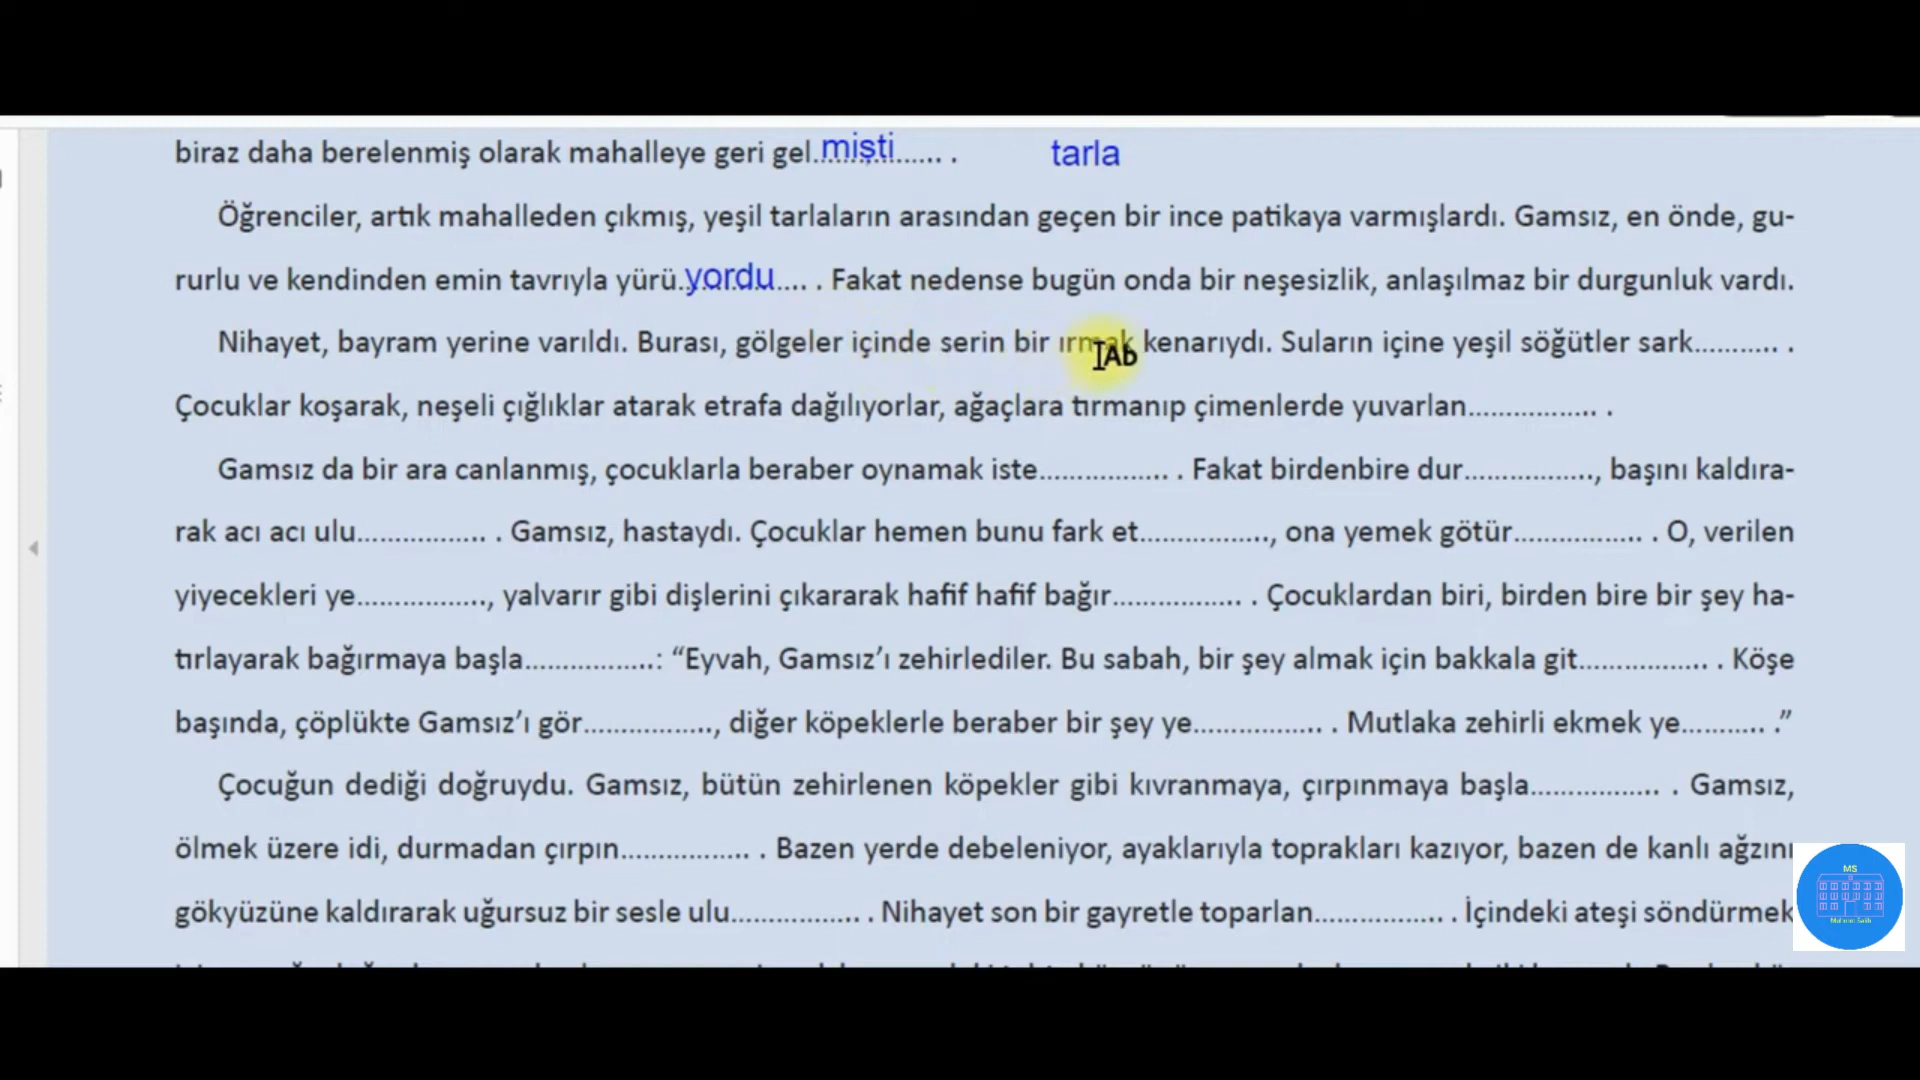 biraz daha berelenmiş olarak mahalleye geri gel.mişti...... . tarla
Öğrenciler, artık mahalleden çıkmış, yeşil tarlaların arasından geçen bir ince patikaya varmışlardı. Gamsız, en önde, gu-
rurlu ve kendinden emin tavrıyla yürü.yordu.... . Fakat nedense bugün onda bir neşesizlik, anlaşılmaz bir durgunluk vardı.
Nihayet, bayram yerine varıldı. Burası, gölgeler içinde serin bir ırmak kenarıydı. Suların içine yeşil söğütler sark........... .
Ab
Çocuklar koşarak, neşeli çığlıklar atarak etrafa dağılıyorlar, ağaçlara tırmanıp çimenlerde yuvarlan................ .
Gamsız da bir ara canlanmış, çocuklarla beraber oynamak iste................ . Fakat birdenbire dur................, başını kaldıra-
rak acı acı ulu................ . Gamsız, hastaydı. Çocuklar hemen bunu fark et................, ona yemek götür................ . O, verilen
yiyecekleri ye................, yalvarır gibi dişlerini çıkararak hafif hafif bağır................ . Çocuklardan biri, birden bire bir şey ha-
tırlayarak bağırmaya başla................: “Eyvah, Gamsız’ı zehirlediler. Bu sabah, bir şey almak için bakkala git................ . Köşe
başında, çöplükte Gamsız’ı gör................, diğer köpeklerle beraber bir şey ye................ . Mutlaka zehirli ekmek ye........... .”
Çocuğun dediği doğruydu. Gamsız, bütün zehirlenen köpekler gibi kıvranmaya, çırpınmaya başla................ . Gamsız,
ölmek üzere idi, durmadan çırpın................ . Bazen yerde debeleniyor, ayaklarıyla toprakları kazıyor, bazen de kanlı ağzını
gökyüzüne kaldırarak uğursuz bir sesle ulu................ . Nihayet son bir gayretle toparlan................ . İçindeki ateşi söndürmek
MS